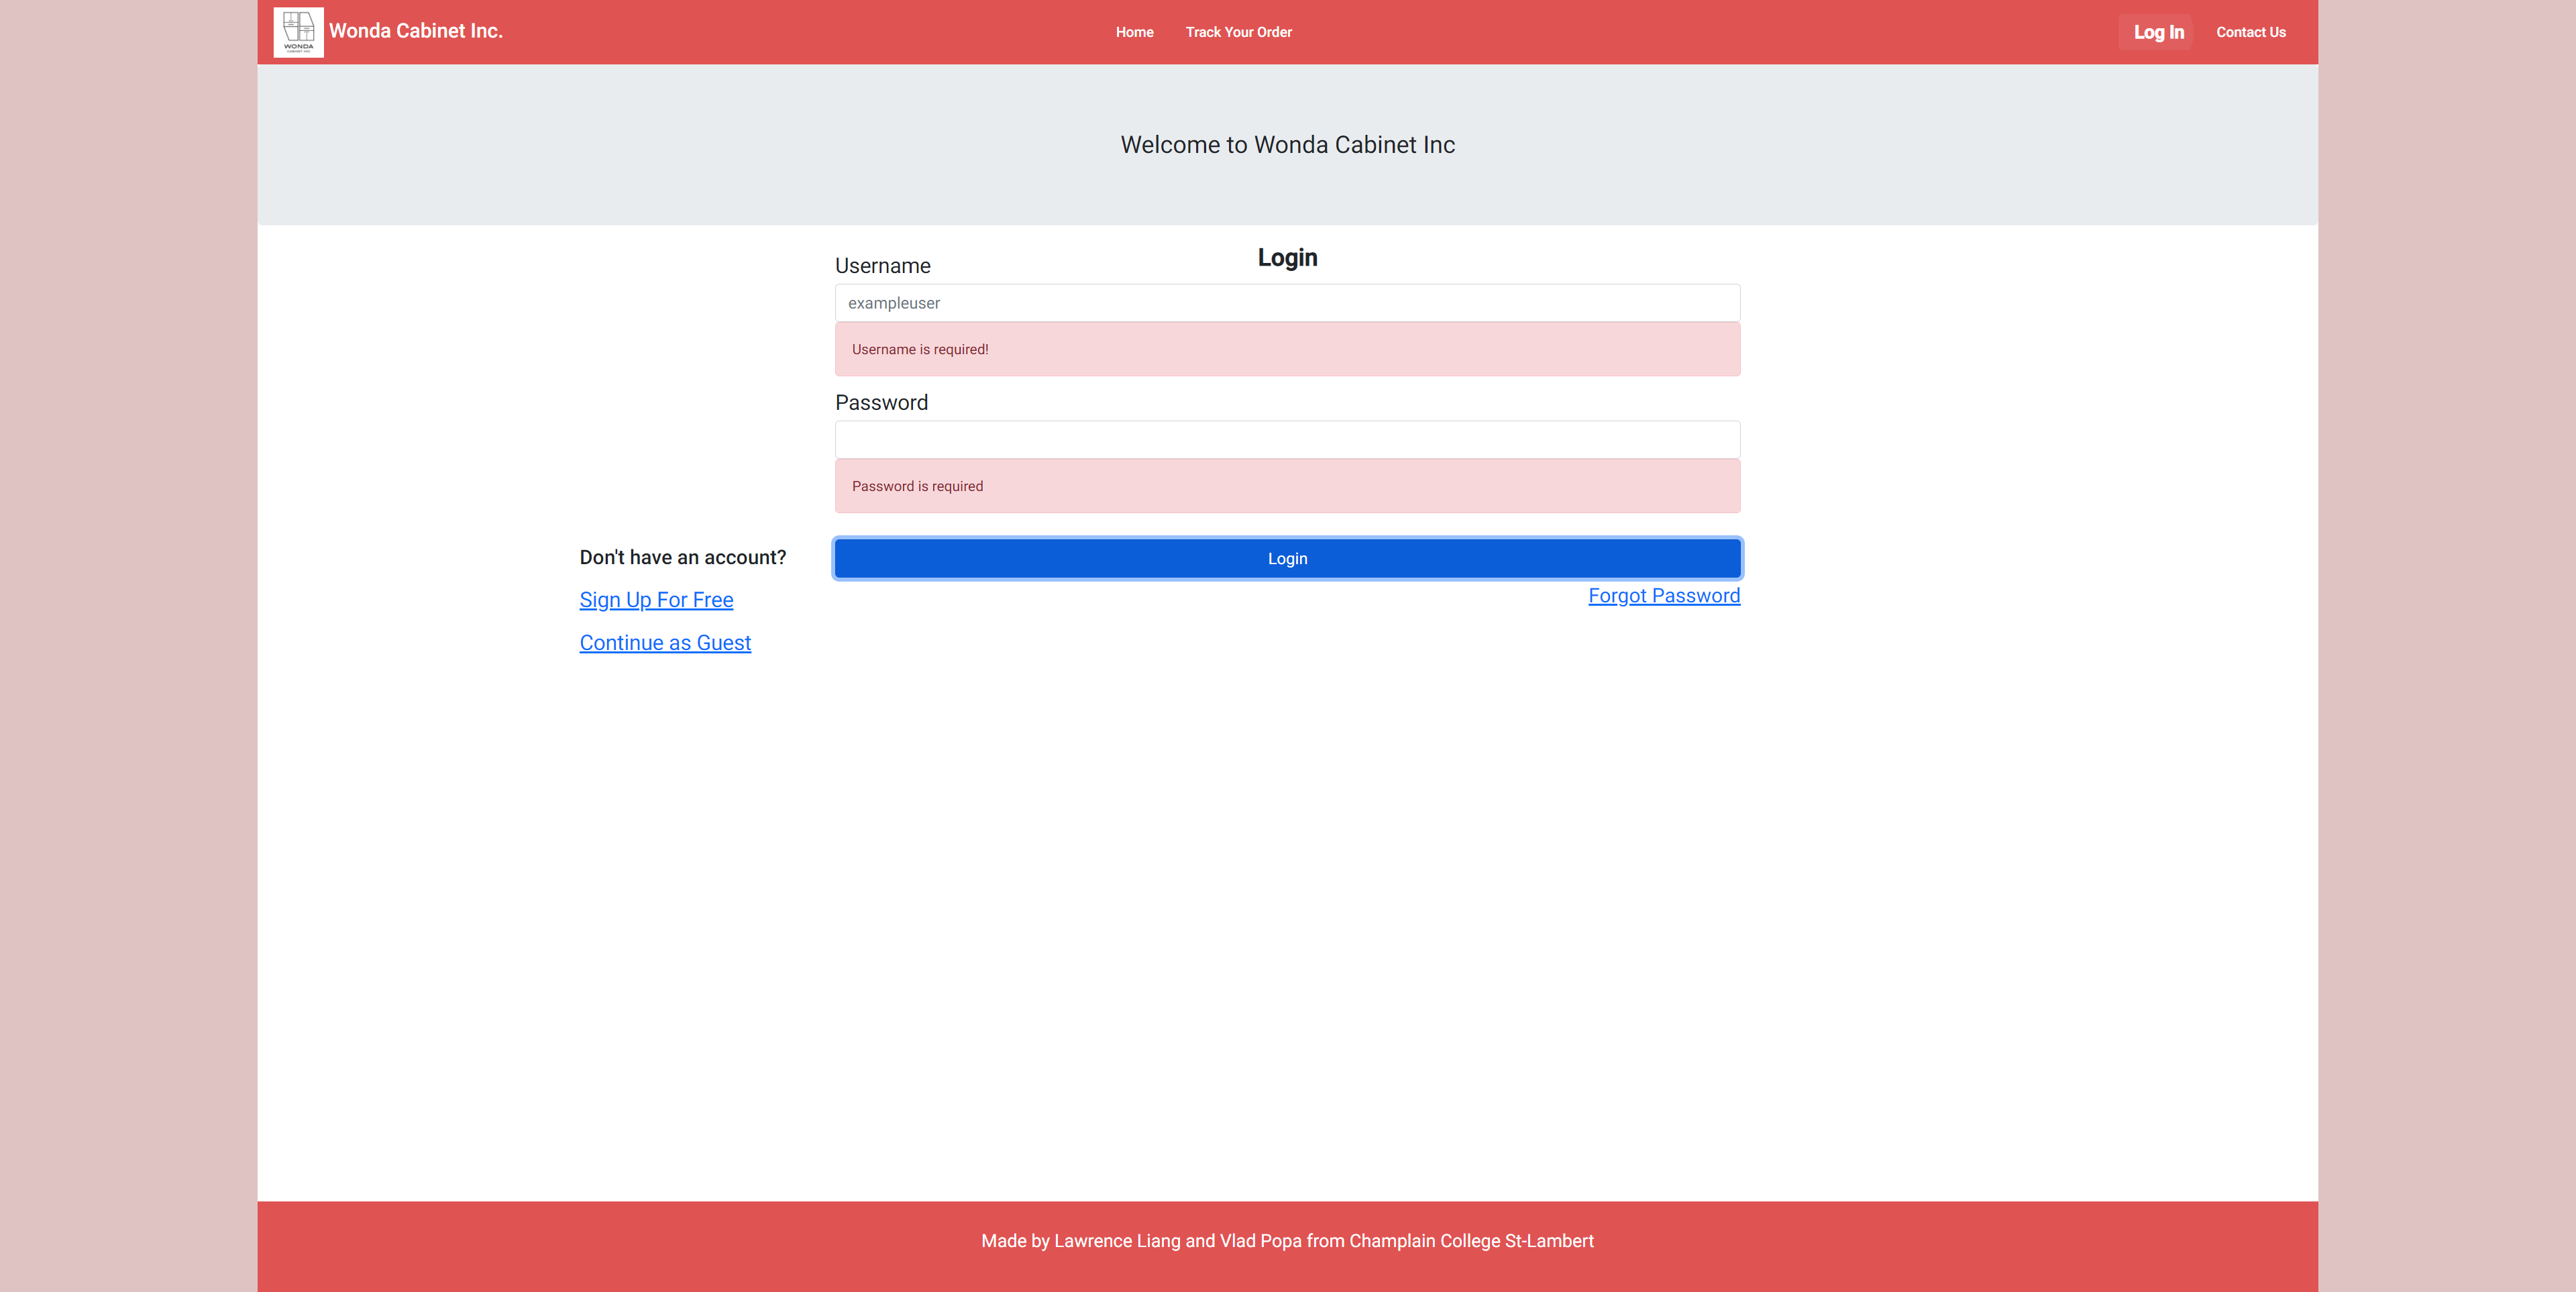 WONDA
CABINET INC
Wonda Cabinet Inc.
Home
Track Your Order
Log In
Contact Us
Welcome to Wonda Cabinet Inc
Login
Username
exampleuser
Username is required!
Password
Password is required
Don't have an account?
Login
Sign Up For Free
Forgot Password
Continue as Guest
Made by Lawrence Liang and Vlad Popa from Champlain College St-Lambert